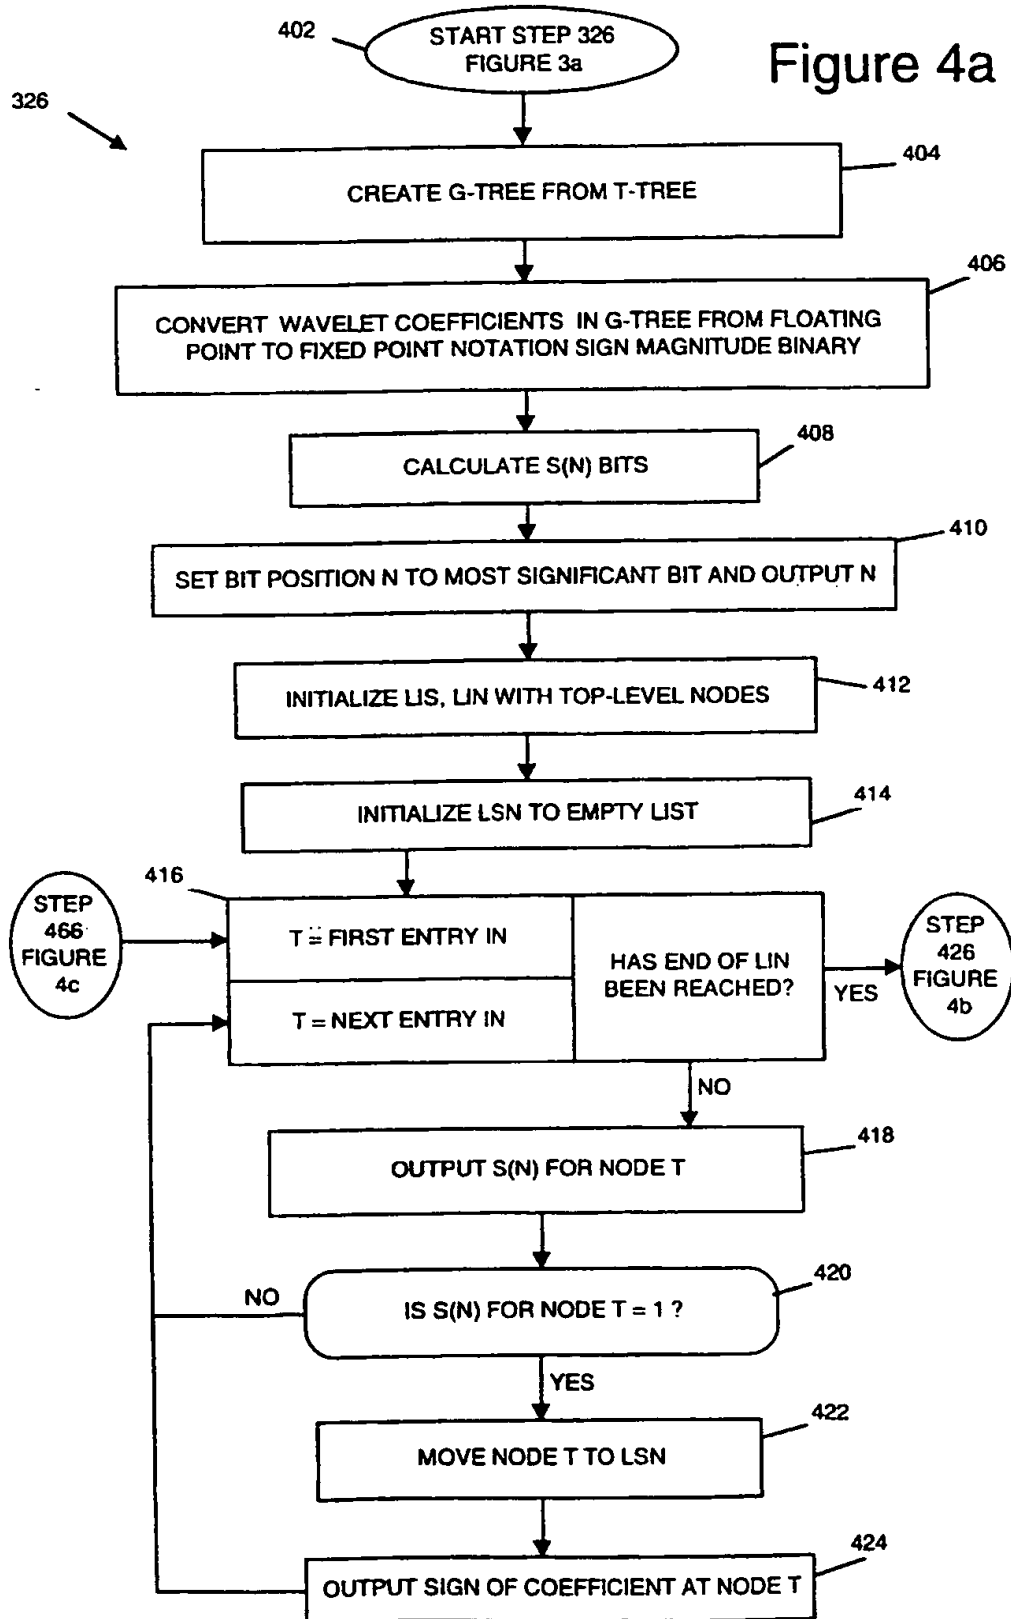 402
START STEP 326
FIGURE 3a
Figure 4a
326
404
CREATE G-TREE FROM T-TREE
406
CONVERT WAVELET COEFFICIENTS IN G-TREE FROM FLOATING
POINT TO FIXED POINT NOTATION SIGN MAGNITUDE BINARY
408
CALCULATE S(N) BITS
410
SET BIT POSITION N TO MOST SIGNIFICANT BIT AND OUTPUT N
412
INITIALIZE LIS, LIN WITH TOP-LEVEL NODES
414
INITIALIZE LSN TO EMPTY LIST
416
STEP
466
FIGURE
4c
T = FIRST ENTRY IN
T = NEXT ENTRY IN
HAS END OF LIN
BEEN REACHED?
YES
STEP
426
FIGURE
4b
NO
418
OUTPUT S(N) FOR NODE T
420
NO
IS S(N) FOR NODE T = 1 ?
YES
422
MOVE NODE T TO LSN
424
OUTPUT SIGN OF COEFFICIENT AT NODE T